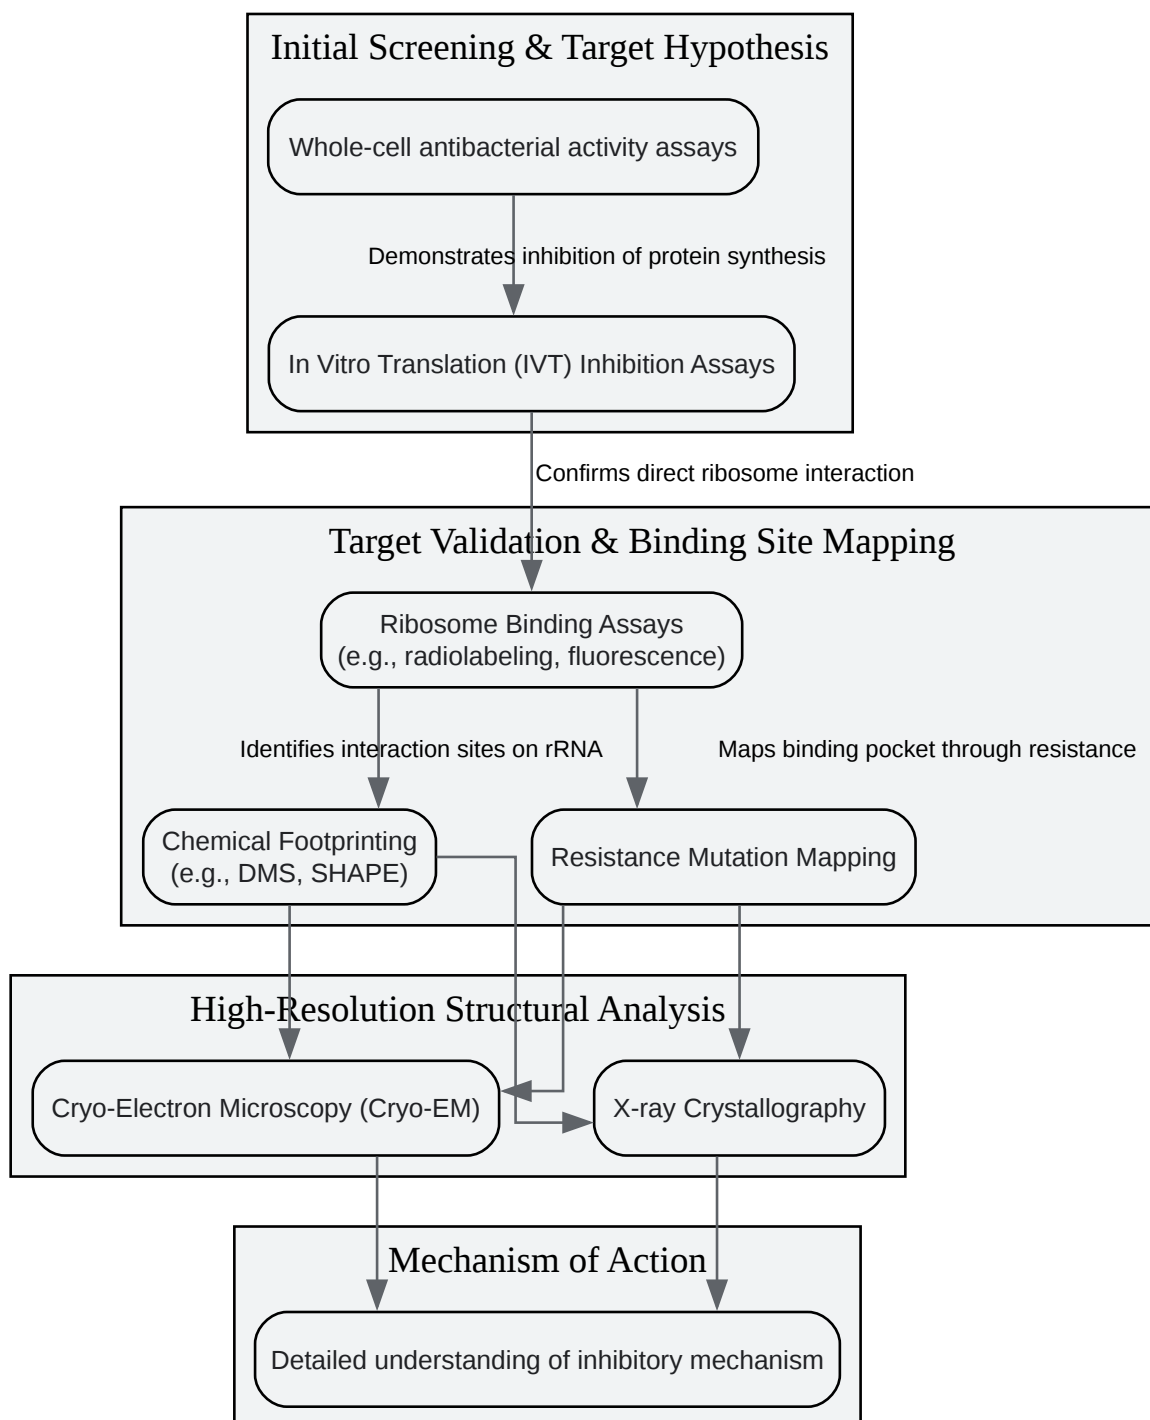 Initial Screening & Target Hypothesis
Whole-cell antibacterial activity assays
Demonstrates inhibition of protein synthesis
In Vitro Translation (IVT) Inhibition Assays
Confirms direct ribosome interaction
Target Validation & Binding Site Mapping
Ribosome Binding Assays
(e.g., radiolabeling, fluorescence)
Identifies interaction sites on rRNA
Maps binding pocket through resistance
Chemical Footprinting
(e.g., DMS, SHAPE)
Resistance Mutation Mapping
High-Resolution Structural Analysis
Cryo-Electron Microscopy (Cryo-EM)
X-ray Crystallography
Mechanism of Action
Detailed understanding of inhibitory mechanism